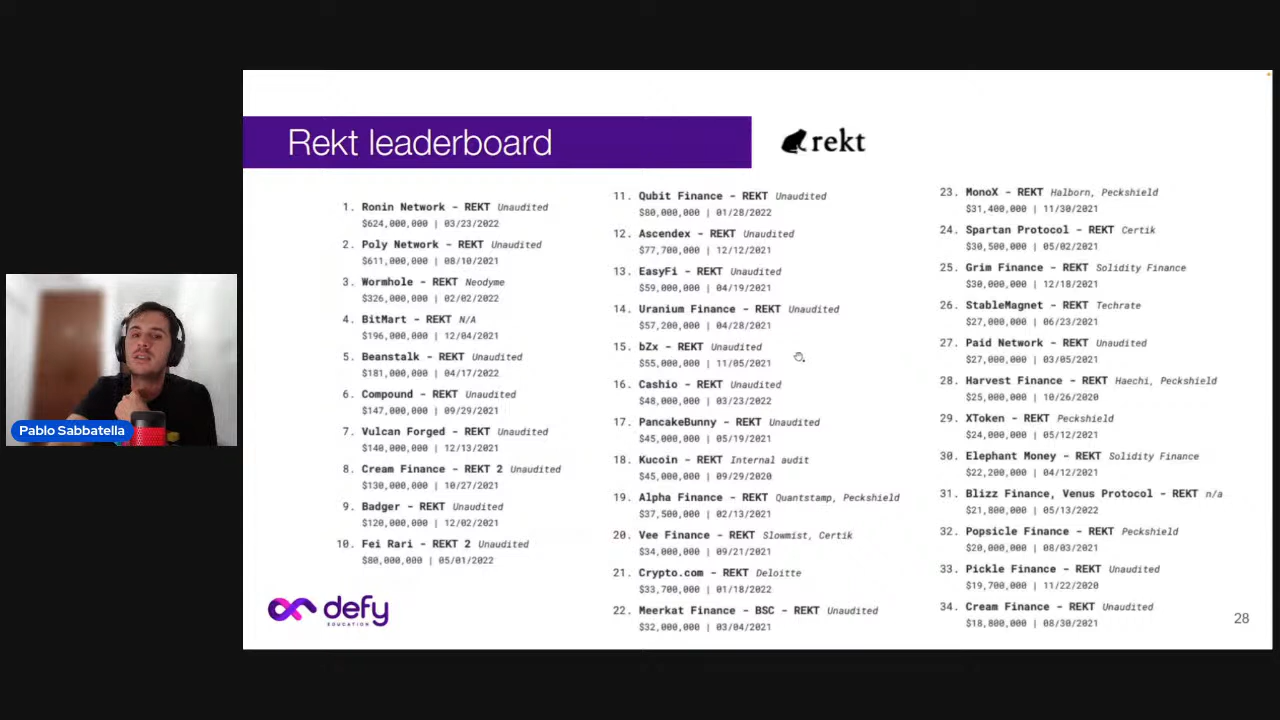 Rekt leaderboard
rekt
1. Ronin Network - REKT Unaudited
$624,000,000 | 03/23/2022
2. Poly Network - REKT Unaudited
$611,000,000 | 08/10/2021
3. Wormhole - REKT Neodyme
$326,000,000 | 02/02/2022
4. BitMart - REKT N/A
$196,000,000 | 12/04/2021
5. Beanstalk - REKT Unaudited
$181,000,000 | 04/17/2022
6. Compound - REKT Unaudited
$147,000,000 | 09/29/2021
7. Vulcan Forged - REKT Unaudited
$140,000,000 | 12/13/2021
8. Cream Finance - REKT 2 Unaudited
$130,000,000 | 10/27/2021
9. Badger - REKT Unaudited
$120,000,000 | 12/02/2021
10. Fei Rari - REKT 2 Unaudited
$80,000,000 | 05/01/2022
11. Qubit Finance - REKT Unaudited
$80,000,000 | 01/28/2022
12. Ascendex - REKT Unaudited
$77,700,000 | 12/12/2021
13. EasyFi - REKT Unaudited
$59,000,000 | 04/19/2021
14. Uranium Finance - REKT Unaudited
$57,200,000 | 04/28/2021
15. bZx - REKT Unaudited
$55,000,000 | 11/05/2021
16. Cashio - REKT Unaudited
$48,000,000 | 03/23/2022
17. PancakeBunny - REKT Unaudited
$45,000,000 | 05/19/2021
18. Kucoin - REKT Internal audit
$45,000,000 | 09/29/2020
19. Alpha Finance - REKT Quantstamp, Peckshield
$37,500,000 | 02/13/2021
20. Vee Finance - REKT Slowmist, Certik
$34,000,000 | 09/21/2021
21. Crypto.com - REKT Deloitte
$33,700,000 | 01/18/2022
22. Meerkat Finance - BSC - REKT Unaudited
$32,000,000 | 03/04/2021
23. MonoX - REKT Halborn, Peckshield
$31,400,000 | 11/30/2021
24. Spartan Protocol - REKT Certik
$30,500,000 | 05/02/2021
25. Grim Finance - REKT Solidity Finance
$30,000,000 | 12/18/2021
26. StableMagnet - REKT Techrate
$27,000,000 | 06/23/2021
27. Paid Network - REKT Unaudited
$27,000,000 | 03/05/2021
28. Harvest Finance - REKT Haechi, Peckshield
$25,000,000 | 10/26/2020
29. XToken - REKT Peckshield
$24,000,000 | 05/12/2021
30. Elephant Money - REKT Solidity Finance
$22,200,000 | 04/12/2021
31. Blizz Finance, Venus Protocol - REKT n/a
$21,800,000 | 05/13/2022
32. Popsicle Finance - REKT Peckshield
$20,000,000 | 08/03/2021
33. Pickle Finance - REKT Unaudited
$19,700,000 | 11/22/2020
34. Cream Finance - REKT Unaudited
$18,800,000 | 08/30/2021
Pablo Sabbatella
defy
EDUCATION
28